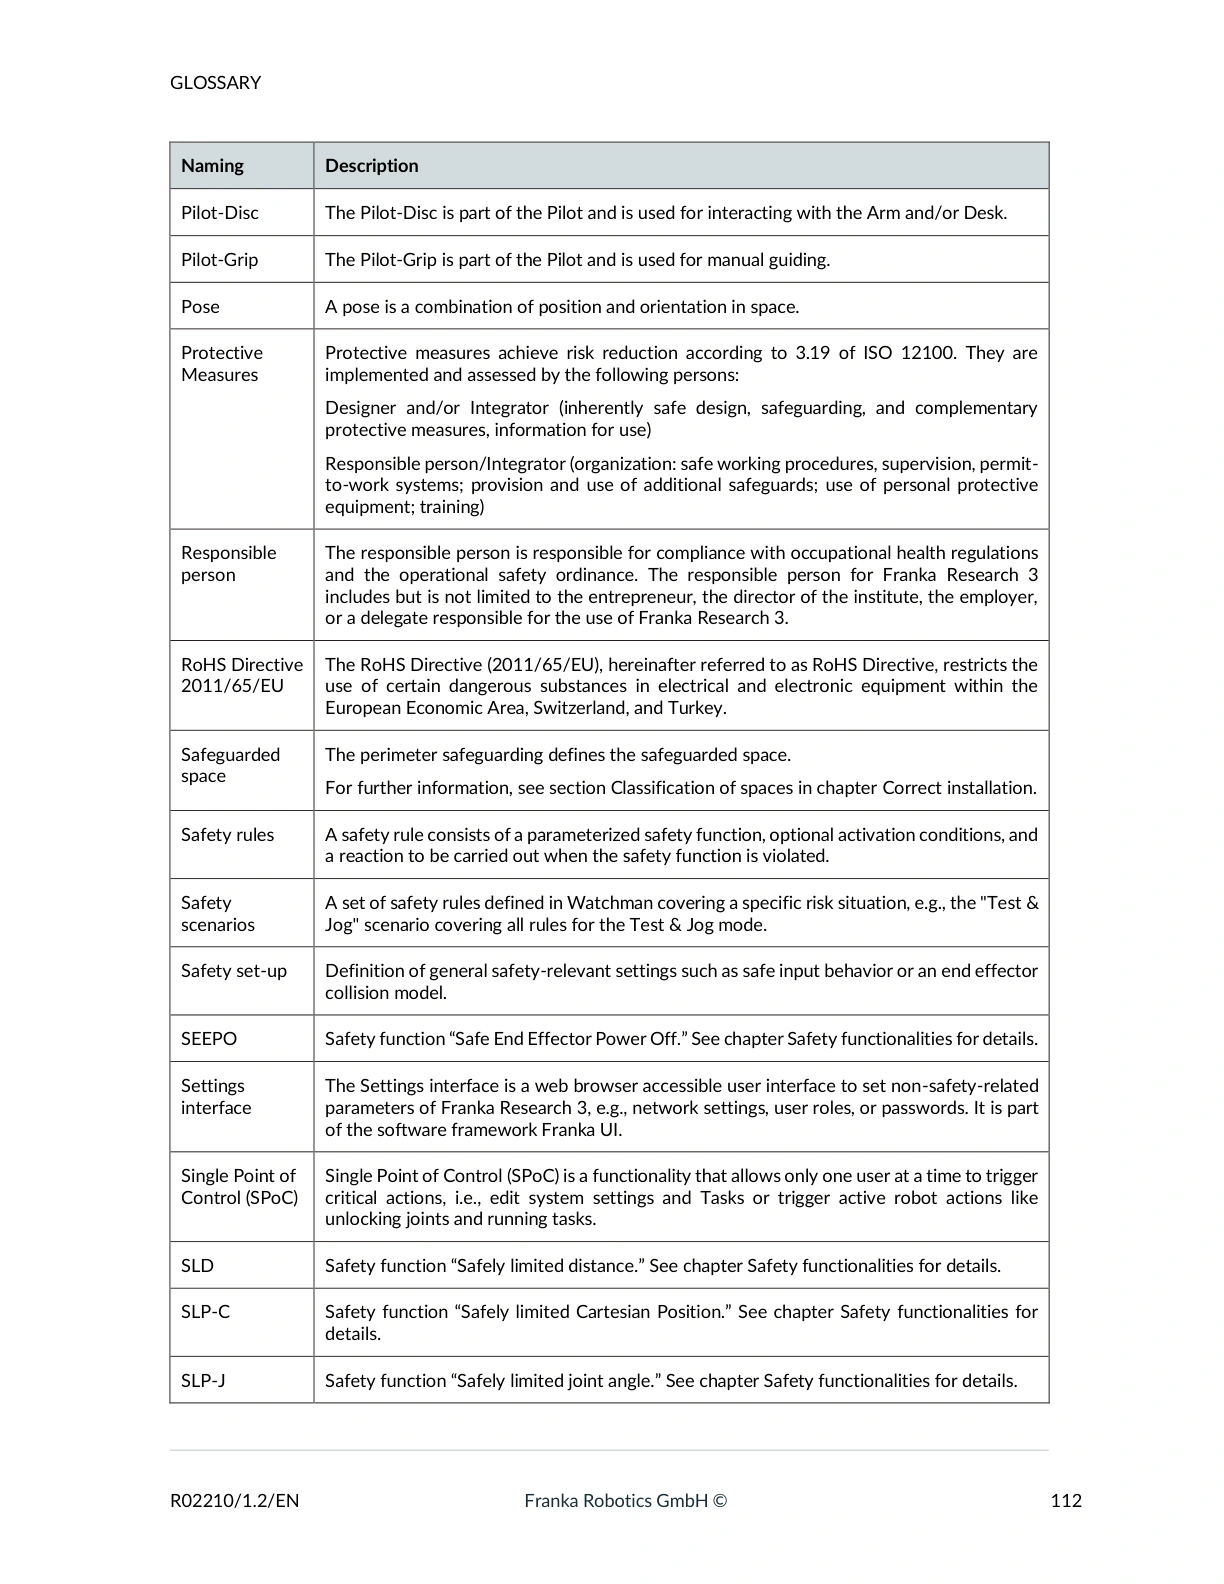 GLOSSARY
Naming
Description
Pilot-Disc
The Pilot-Disc is part of the Pilot and is used for interacting with the Arm and/or Desk.
Pilot-Grip
The Pilot-Grip is part of the Pilot and is used for manual guiding.
Pose
A pose is a combination of position and orientation in space.
Protective
Measures
Protective measures achieve risk reduction according to 3.19 of ISO 12100. They are
implemented and assessed by the following persons:
Designer and/or Integrator (inherently safe design, safeguarding, and complementary
protective measures, information for use)
Responsible person/Integrator (organization: safe working procedures, supervision, permit-
to-work systems; provision and use of additional safeguards; use of personal protective
equipment; training)
Responsible
person
The responsible person is responsible for compliance with occupational health regulations
and the operational safety ordinance. The responsible person for Franka Research 3
includes but is not limited to the entrepreneur, the director of the institute, the employer,
or a delegate responsible for the use of Franka Research 3.
RoHS Directive
2011/65/EU
The RoHS Directive (2011/65/EU), hereinafter referred to as RoHS Directive, restricts the
use of certain dangerous substances in electrical and electronic equipment within the
European Economic Area, Switzerland, and Turkey.
Safeguarded
space
The perimeter safeguarding defines the safeguarded space.
For further information, see section Classification of spaces in chapter Correct installation.
Safety rules
A safety rule consists of a parameterized safety function, optional activation conditions, and
a reaction to be carried out when the safety function is violated.
Safety
scenarios
A set of safety rules defined in Watchman covering a specific risk situation, e.g., the "Test &
Jog" scenario covering all rules for the Test & Jog mode.
Safety set-up
Definition of general safety-relevant settings such as safe input behavior or an end effector
collision model.
SEEPO
Safety function “Safe End Effector Power Off.” See chapter Safety functionalities for details.
Settings
interface
The Settings interface is a web browser accessible user interface to set non-safety-related
parameters of Franka Research 3, e.g., network settings, user roles, or passwords. It is part
of the software framework Franka UI.
Single Point of
Control (SPoC)
Single Point of Control (SPoC) is a functionality that allows only one user at a time to trigger
critical actions, i.e., edit system settings and Tasks or trigger active robot actions like
unlocking joints and running tasks.
SLD
Safety function “Safely limited distance.” See chapter Safety functionalities for details.
SLP-C
Safety function “Safely limited Cartesian Position.” See chapter Safety functionalities for
details.
SLP-J
Safety function “Safely limited joint angle.” See chapter Safety functionalities for details.
R02210/1.2/EN
Franka Robotics GmbH ©
112